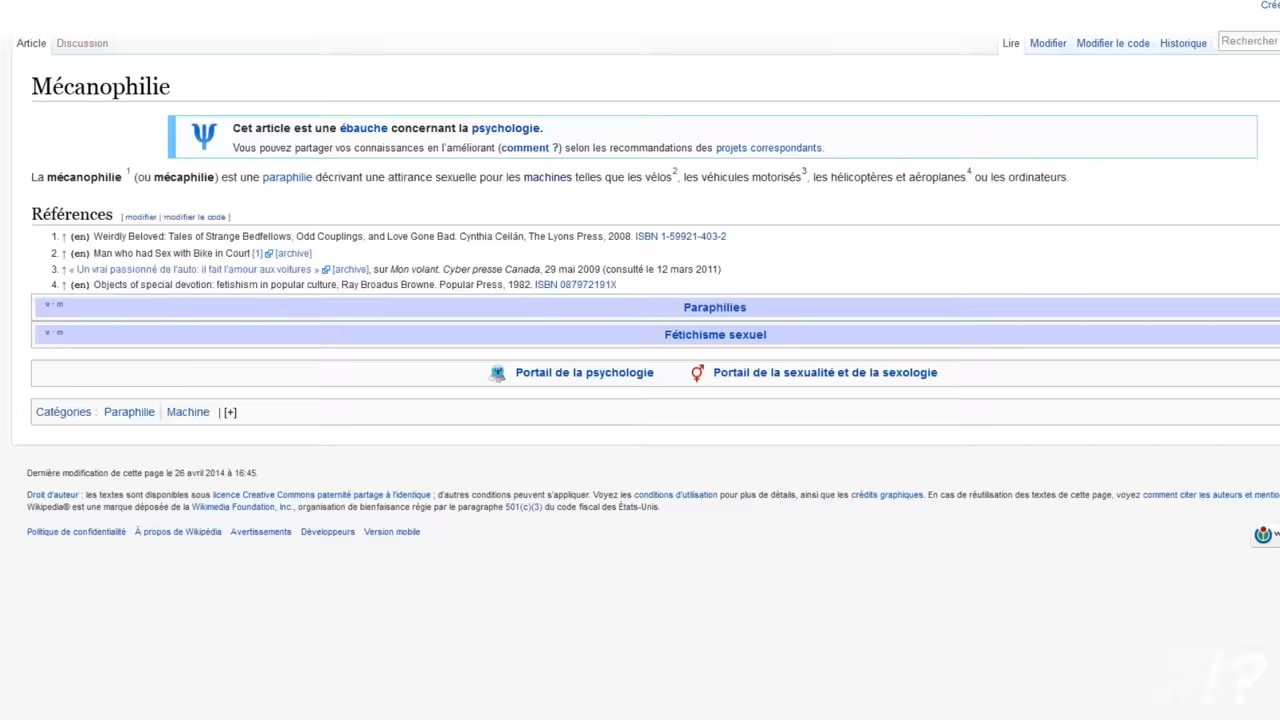 Créé
Article Discussion Lire Modifier Modifier le code Historique Rechercher
Mécanophilie
Cet article est une ébauche concernant la psychologie.
Vous pouvez partager vos connaissances en l'améliorant (comment ?) selon les recommandations des projets correspondants.
La mécanophilie 1 (ou mécaphilie) est une paraphilie décrivant une attirance sexuelle pour les machines telles que les vélos2, les véhicules motorisés3, les hélicoptères et aéroplanes4 ou les ordinateurs.
Références [ modifier | modifier le code ]
1. ↑ (en) Weirdly Beloved: Tales of Strange Bedfellows, Odd Couplings, and Love Gone Bad. Cynthia Ceilán, The Lyons Press, 2008. ISBN 1-59921-403-2
2. ↑ (en) Man who had Sex with Bike in Court [1] [archive]
3. ↑ « Un vrai passionné de l'auto: il fait l'amour aux voitures » [archive], sur Mon volant. Cyber presse Canada, 29 mai 2009 (consulté le 12 mars 2011)
4. ↑ (en) Objects of special devotion: fetishism in popular culture, Ray Broadus Browne. Popular Press, 1982. ISBN 087972191X
v · m Paraphilies
v · m Fétichisme sexuel
Portail de la psychologie Portail de la sexualité et de la sexologie
Catégories : Paraphilie | Machine | [+]
Dernière modification de cette page le 26 avril 2014 à 16:45.
Droit d'auteur : les textes sont disponibles sous licence Creative Commons paternité partage à l'identique ; d'autres conditions peuvent s'appliquer. Voyez les conditions d'utilisation pour plus de détails, ainsi que les crédits graphiques. En cas de réutilisation des textes de cette page, voyez comment citer les auteurs et mentio
Wikipedia® est une marque déposée de la Wikimedia Foundation, Inc., organisation de bienfaisance régie par le paragraphe 501(c)(3) du code fiscal des États-Unis.
Politique de confidentialité À propos de Wikipédia Avertissements Développeurs Version mobile
!?